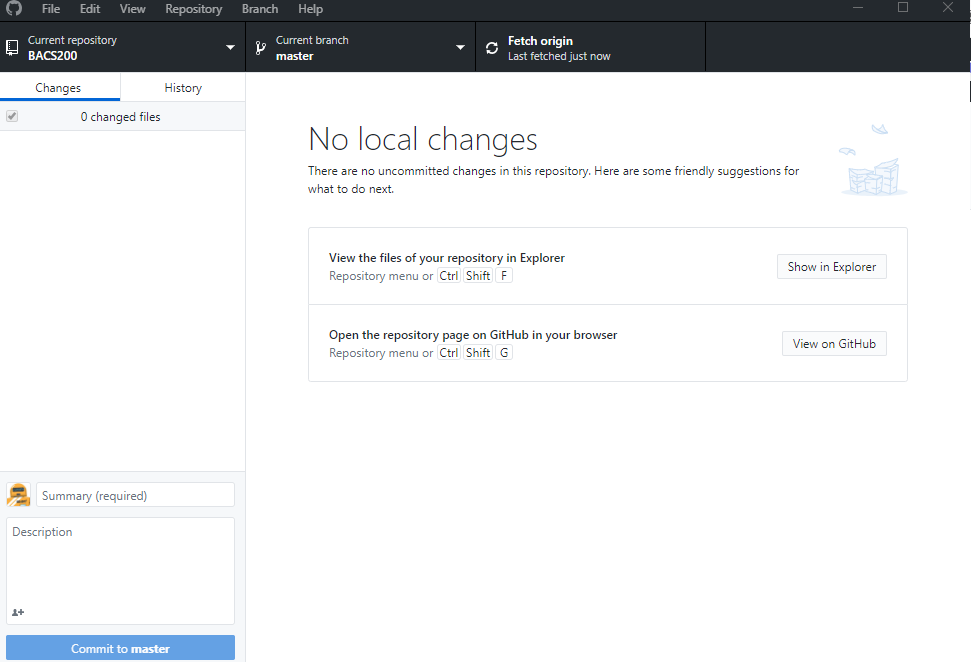 File Edit View Repository Branch Help
Current repository
BACS200
Current branch
master
Fetch origin
Last fetched just now
Changes History
0 changed files
No local changes
There are no uncommitted changes in this repository. Here are some friendly suggestions for
what to do next.
View the files of your repository in Explorer
Repository menu or Ctrl Shift F
Show in Explorer
Open the repository page on GitHub in your browser
Repository menu or Ctrl Shift G
View on GitHub
Summary (required)
Description
Commit to master